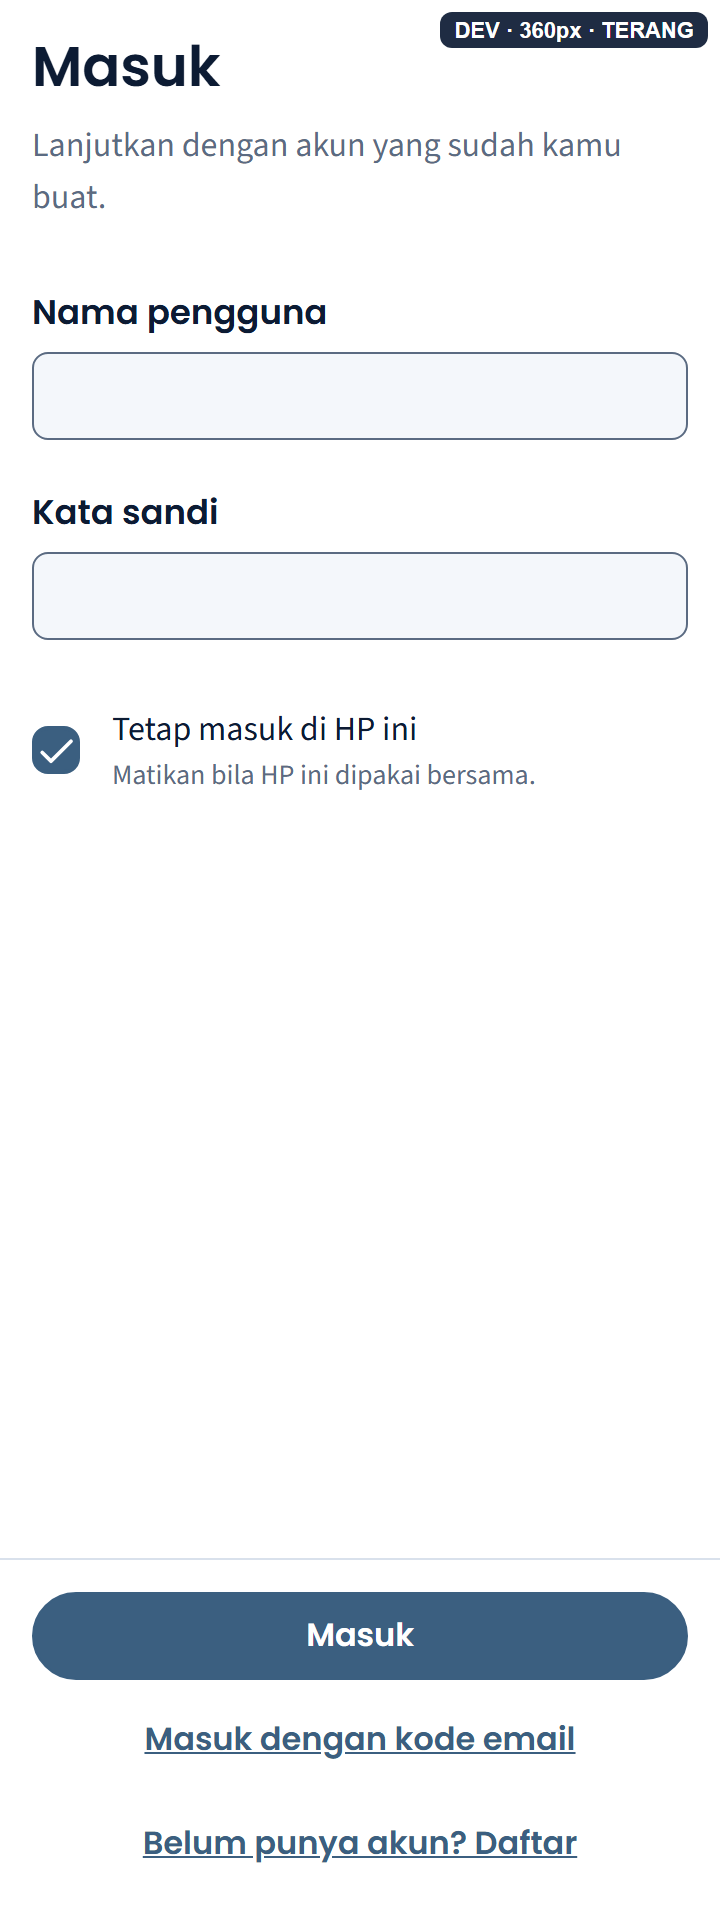 DEV · 360px · TERANG
Masuk
Lanjutkan dengan akun yang sudah kamu
buat.
Nama pengguna
Kata sandi
Tetap masuk di HP ini
Matikan bila HP ini dipakai bersama.
Masuk
Masuk dengan kode email
Belum punya akun? Daftar